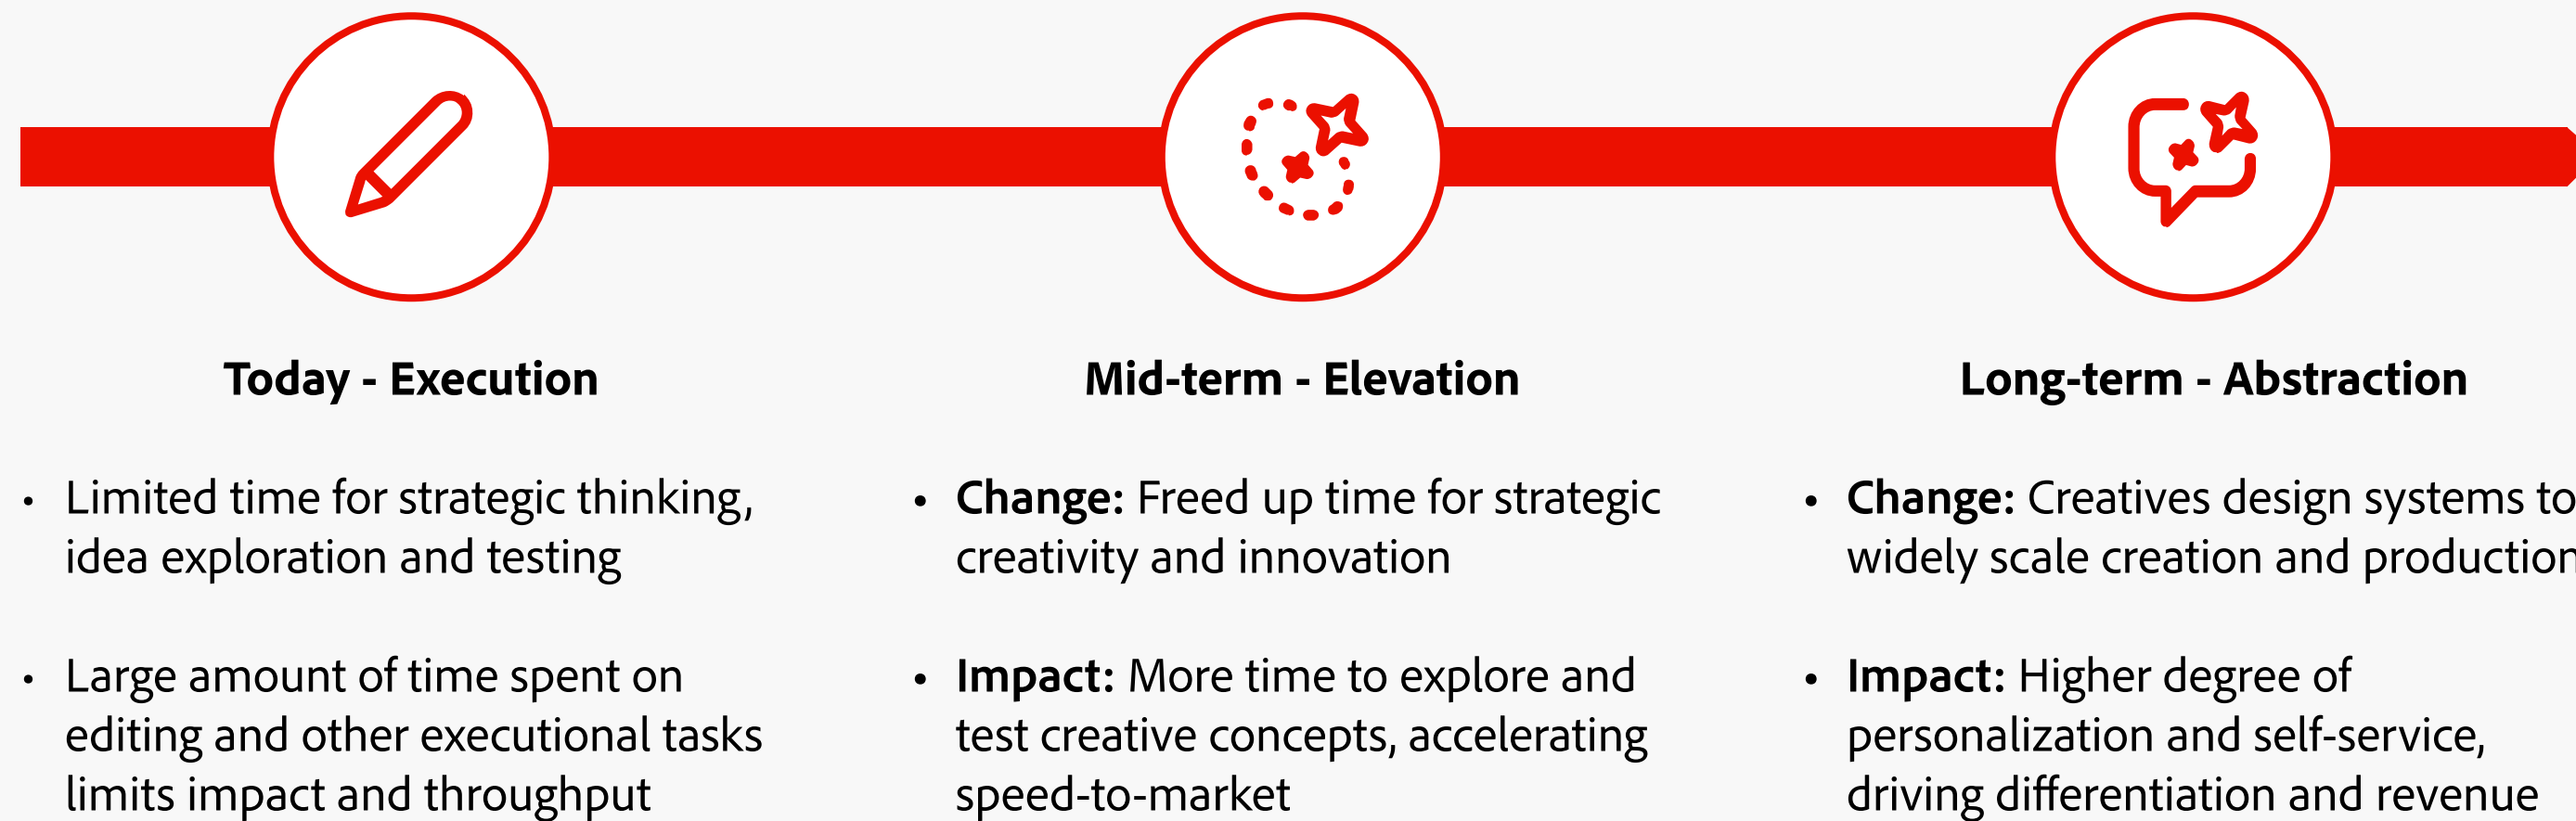 Today - Execution
• Limited time for strategic thinking,
idea exploration and testing
• Large amount of time spent on
editing and other executional tasks
limits impact and throughput
Mid-term - Elevation
• Change: Freed up time for strategic
creativity and innovation
• Impact: More time to explore and
test creative concepts, accelerating
speed-to-market
Long-term - Abstraction
• Change: Creatives design systems to
widely scale creation and production
• Impact: Higher degree of
personalization and self-service,
driving differentiation and revenue